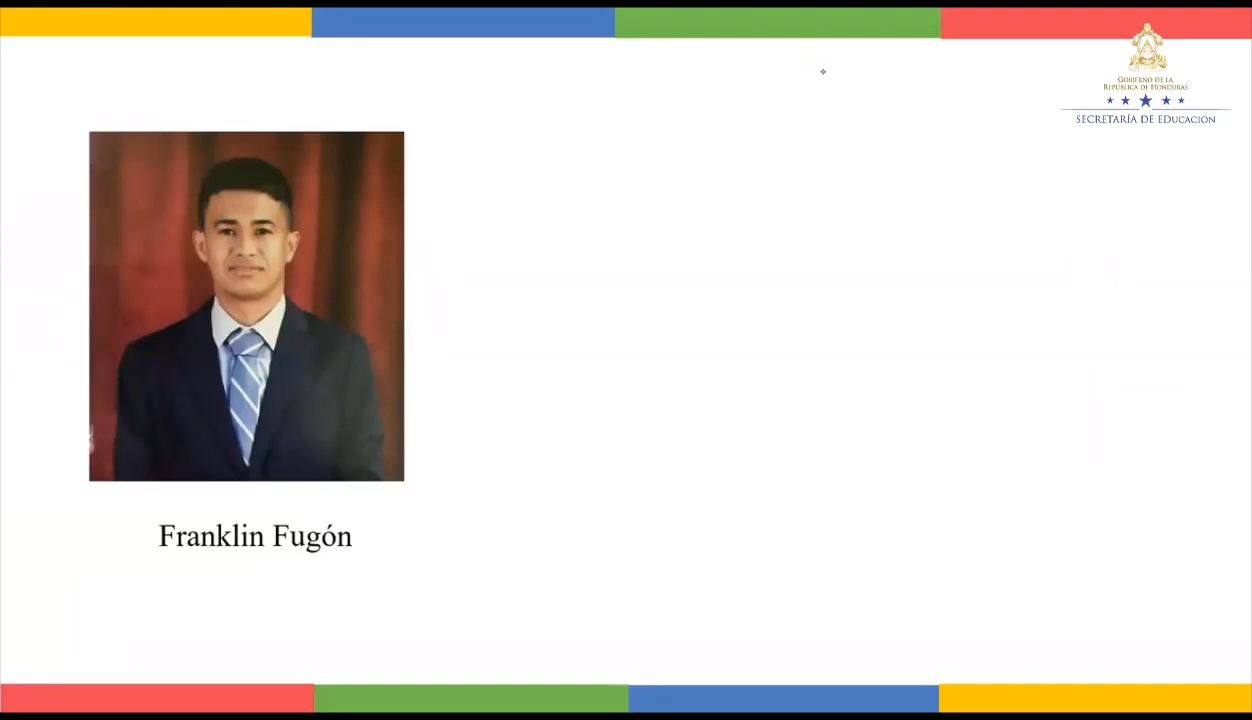 GOBIERNO DE LA
REPÚBLICA DE HONDURAS
SECRETARÍA DE EDUCACIÓN
Franklin Fugón